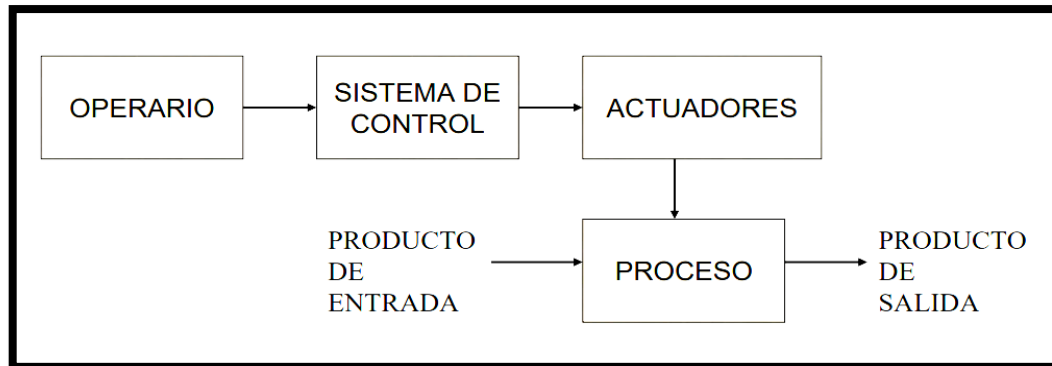 OPERARIO
SISTEMA DE
CONTROL
ACTUADORES
PRODUCTO
DE
ENTRADA
PROCESO
PRODUCTO
DE
SALIDA